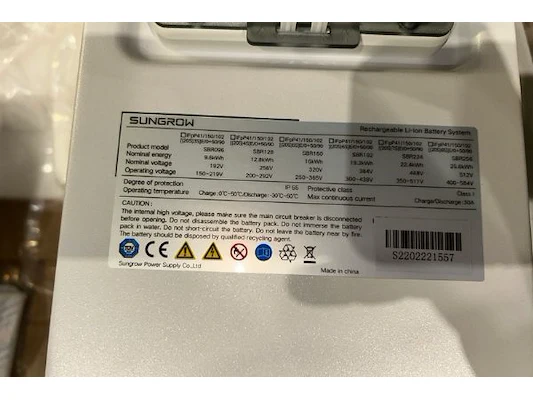 SUNGROW
Rechargeable Li-ion Battery System
Product model SBR096 SBR128 SBR160 SBR192 SBR224 SBR256
Nominal energy 9.6kWh 12.8kWh 16kWh 19.2kWh 22.4kWh 25.6kWh
Nominal voltage 192V 256V 320V 384V 448V 512V
Operating voltage 150~219V 200~292V 250~365V 300~438V 350~511V 400~584V
Degree of protection IP 55 Protective class Class I
Operating temperature Charge:0℃~50℃/Discharge:-30℃~50℃ Max continuous current Charge/Discharge:30A
CAUTION:
The internal high voltage, please make sure the main circuit breaker is disconnected
before opening. Do not disassemble the battery pack. Do not immerse the battery
pack in water. Do not short-circuit the battery. Do not leave the battery near by fire.
The battery should be disposed by qualified recycling agent.
S2202221557
Sungrow Power Supply Co.,Ltd
Made in china